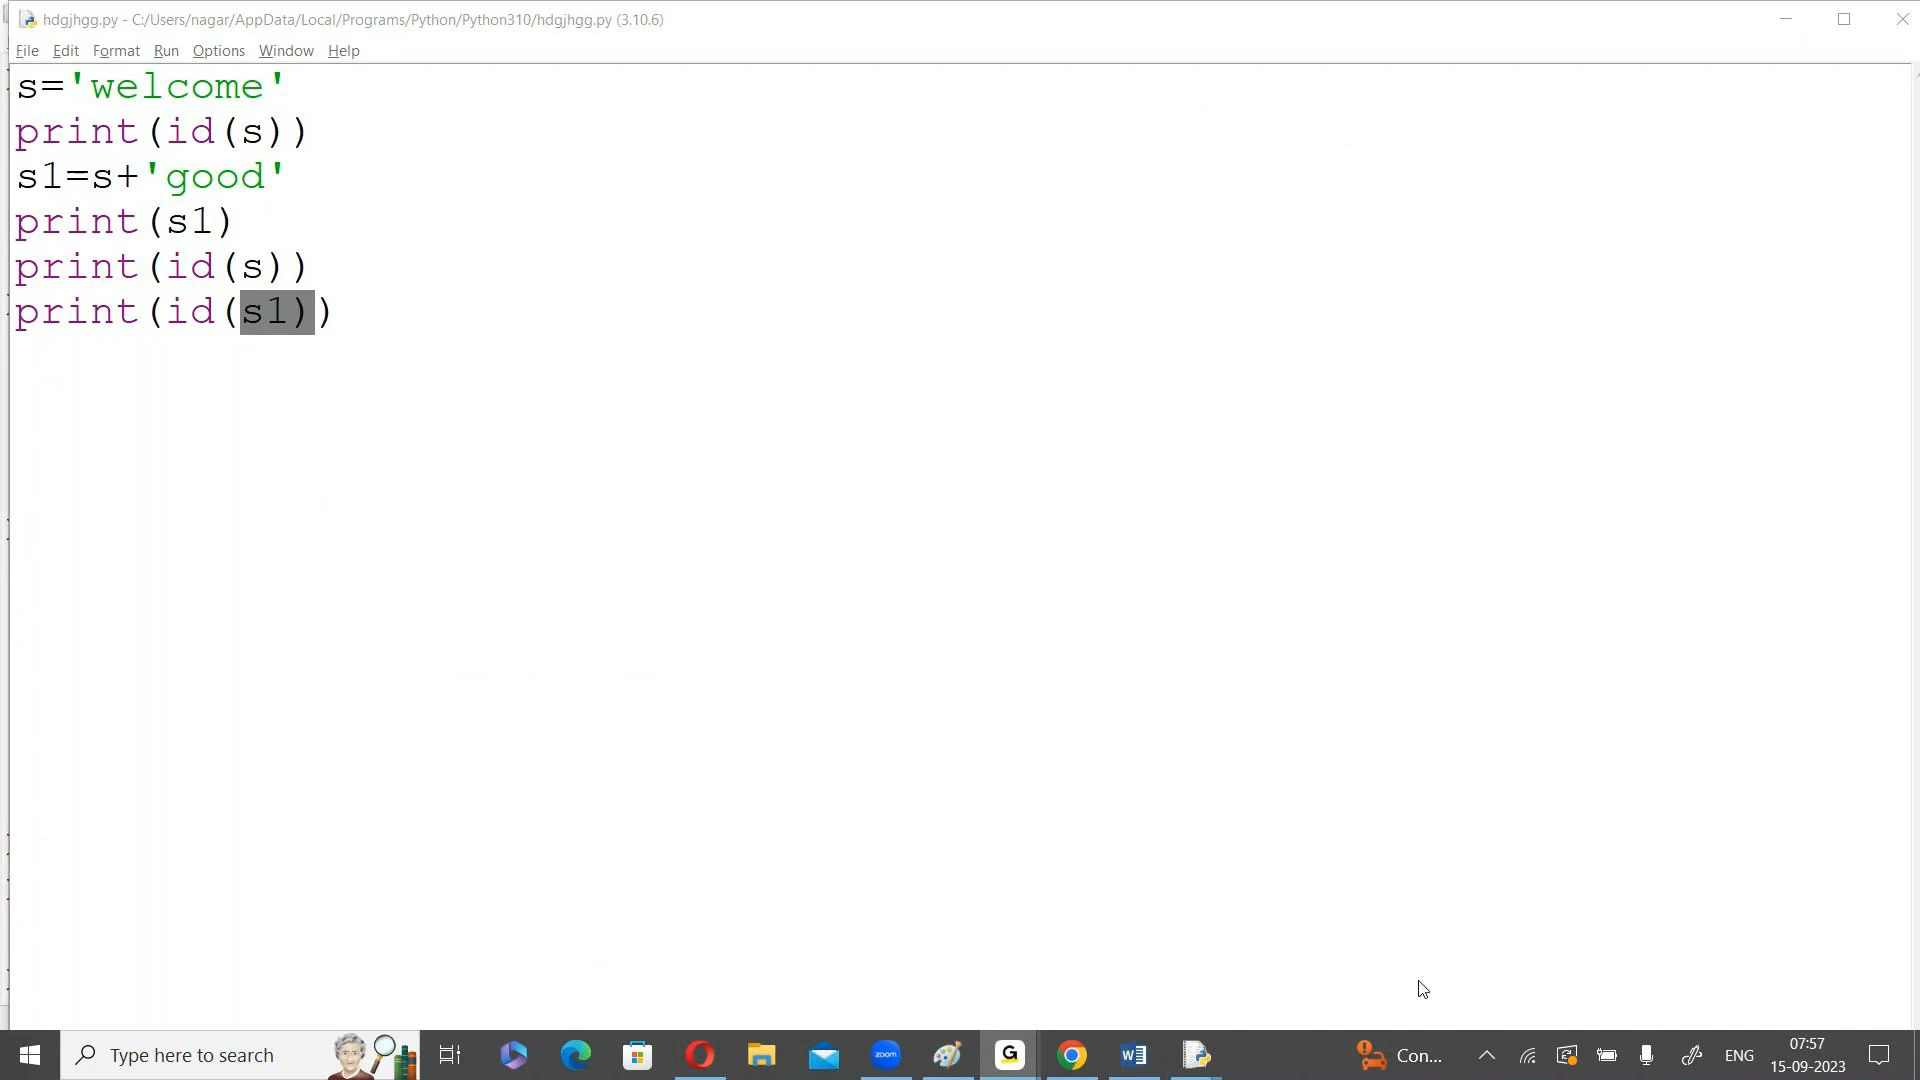 hdgjhgg.py - C:/Users/nagar/AppData/Local/Programs/Python/Python310/hdgjhgg.py (3.10.6)
File Edit Format Run Options Window Help
s='welcome'
print(id(s))
s1=s+'good'
print(s1)
print(id(s))
print(id(s1))
Type here to search
zoom
G
W
Con...
ENG
07:57
15-09-2023